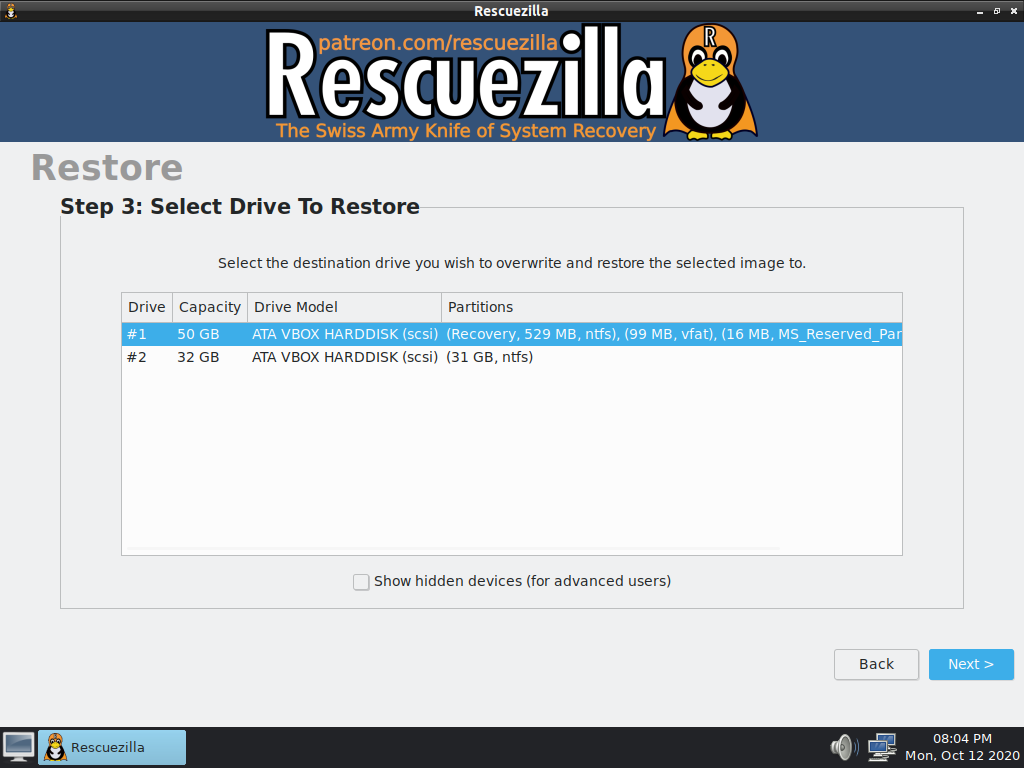 Rescuezilla
patreon.com/rescuezilla
Rescuezilla
R
The Swiss Army Knife of System Recovery
Restore
Step 3: Select Drive To Restore
Select the destination drive you wish to overwrite and restore the selected image to.
Drive Capacity Drive Model Partitions
#1 50 GB ATA VBOX HARDDISK (scsi) (Recovery, 529 MB, ntfs), (99 MB, vfat), (16 MB, MS_Reserved_Par
#2 32 GB ATA VBOX HARDDISK (scsi) (31 GB, ntfs)
Show hidden devices (for advanced users)
Back Next >
Rescuezilla
08:04 PM
Mon, Oct 12 2020